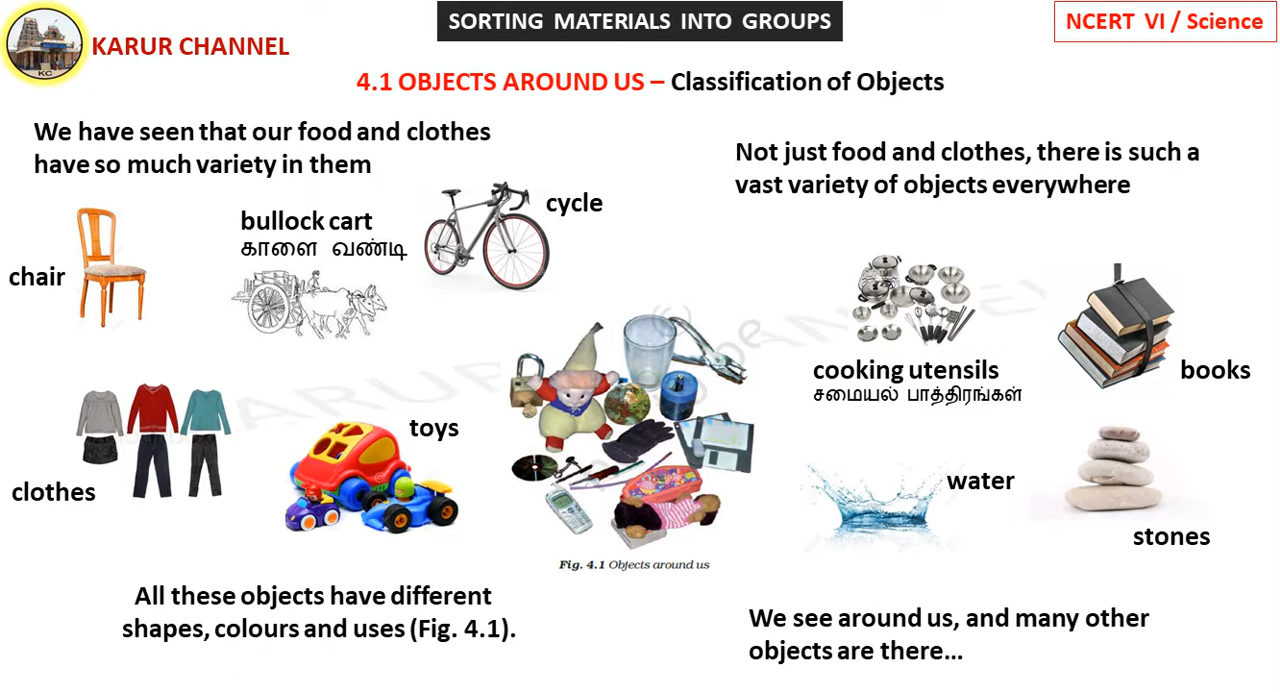 SORTING MATERIALS INTO GROUPS
NCERT VI / Science
KARUR CHANNEL
KC
4.1 OBJECTS AROUND US – Classification of Objects
We have seen that our food and clothes
have so much variety in them
Not just food and clothes, there is such a
vast variety of objects everywhere
chair
bullock cart
காளை வண்டி
cycle
cooking utensils
சமையல் பாத்திரங்கள்
books
clothes
toys
water
stones
Fig. 4.1 Objects around us
All these objects have different
shapes, colours and uses (Fig. 4.1).
We see around us, and many other
objects are there...